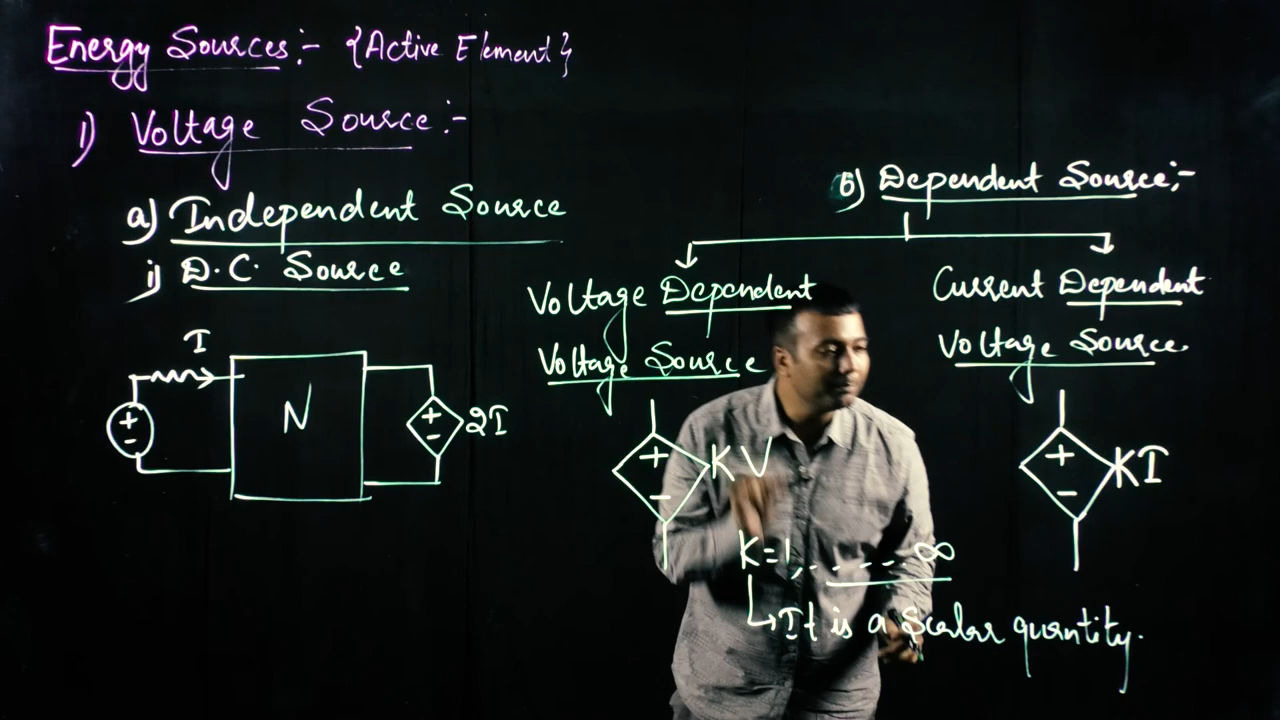 Energy Sources:- {Active Element}
1) Voltage Source:-
a) Independent Source
i) D.C. Source
I
N
+
-
+
-
2I
b) Dependent Source:-
Voltage Dependent
Voltage Source
+
-
KV
Current Dependent
Voltage Source.
+
-
KI
K=1, . . - - - ∞
↳ It is a Scalar quantity.